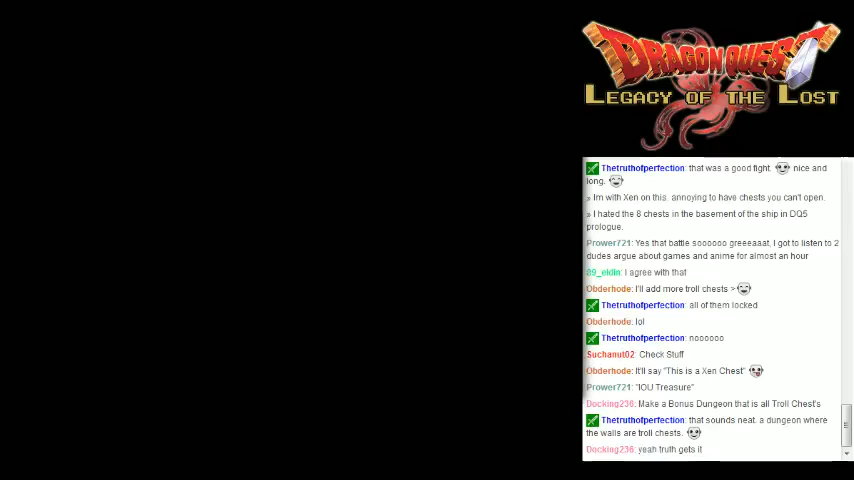 DRAGON QUEST
LEGACY OF THE LOST
Thetruthofperfection: that was a good fight. nice and
long.
» Im with Xen on this. annoying to have chests you can't open.
» I hated the 8 chests in the basement of the ship in DQ5
prologue.
Prower721: Yes that battle soooooo greeeaaat, I got to listen to 2
dudes argue about games and anime for almost an hour
09_eldin: I agree with that
Obderhode: I'll add more troll chests >
Thetruthofperfection: all of them locked
Obderhode: lol
Thetruthofperfection: noooooo
Suchanut02: Check Stuff
Obderhode: It'll say "This is a Xen Chest"
Prower721: "IOU Treasure"
Docking236: Make a Bonus Dungeon that is all Troll Chest's
Thetruthofperfection: that sounds neat. a dungeon where
the walls are troll chests.
Docking236: yeah truth gets it